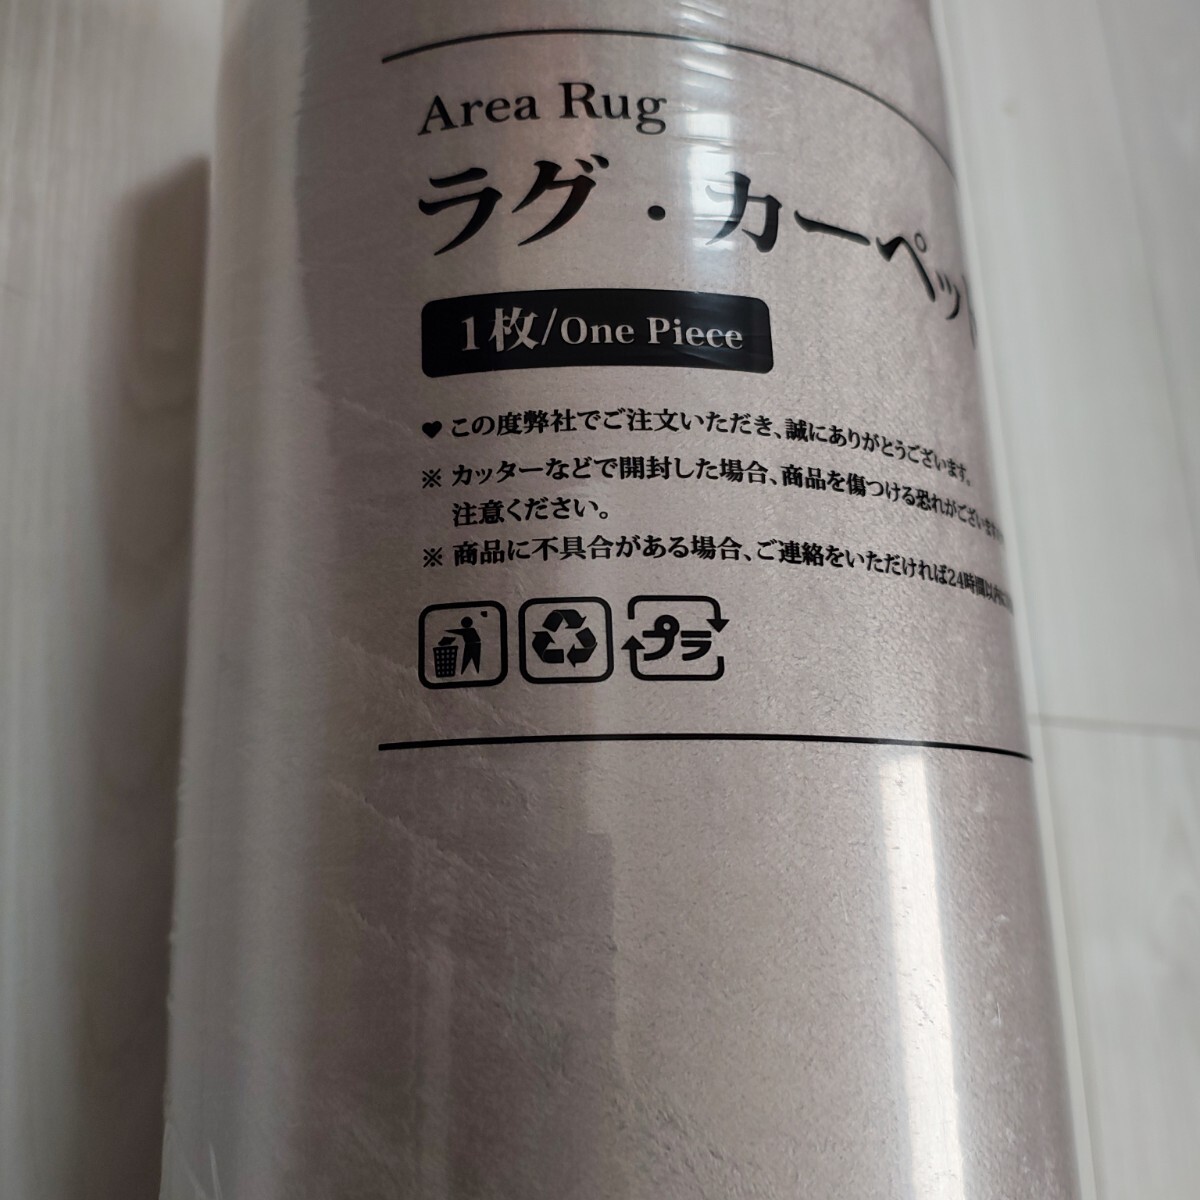 Area Rug
ラグ・カーペット
1枚/One Piece
♥ この度弊社でご注文いただき、誠にありがとうございます。
※ カッターなどで開封した場合、商品を傷つける恐れがございます
注意ください。
※ 商品に不具合がある場合、ご連絡をいただければ24時間以内に
プラ